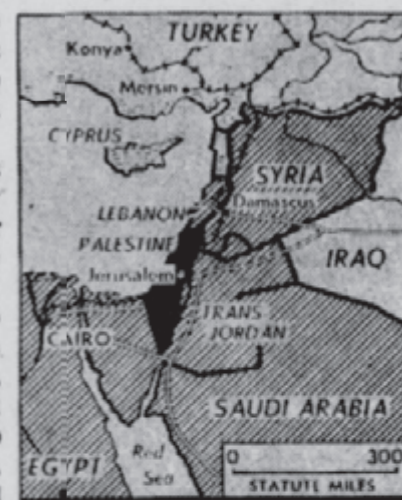 TURKEY
Konya
Mersin
CYPRUS
SYRIA
Damascus
LEBANON
PALESTINE
IRAQ
Jerusalem
TRANS
JORDAN
CAIRO
SAUDI ARABIA
Red
Sea
EGYPT
0 300
STATUTE MILES